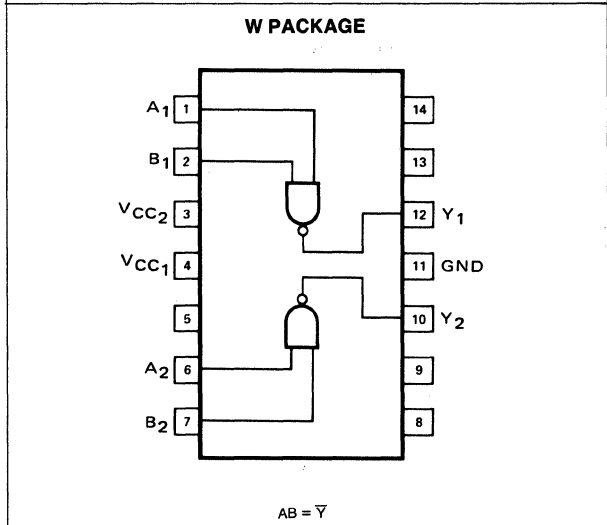 W PACKAGE
A1 1 14
B1 2 13
VCC2 3 12 Y1
VCC1 4 11 GND
5 10 Y2
A2 6 9
B2 7 8
AB = Y̅